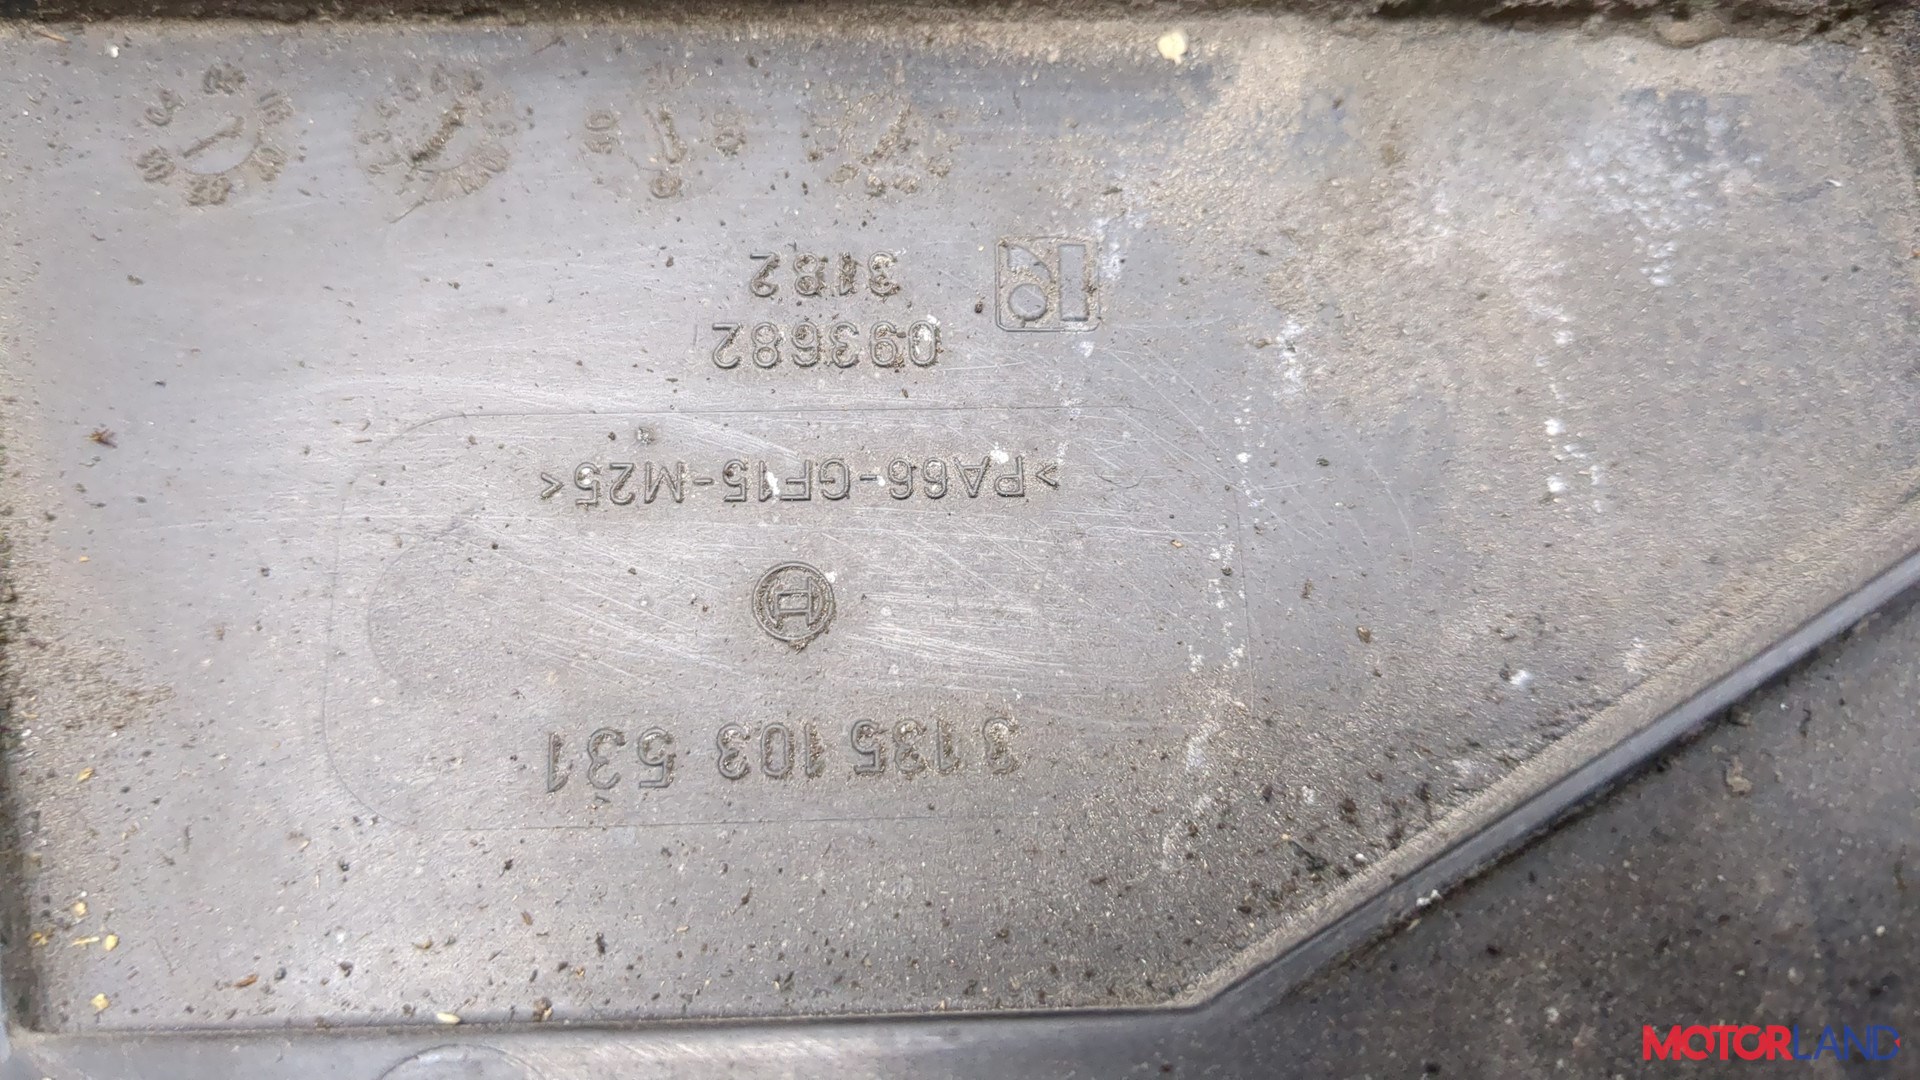 3 135 103 531
>PA66-GF15-M25<
093682
3182
MOTORLAND